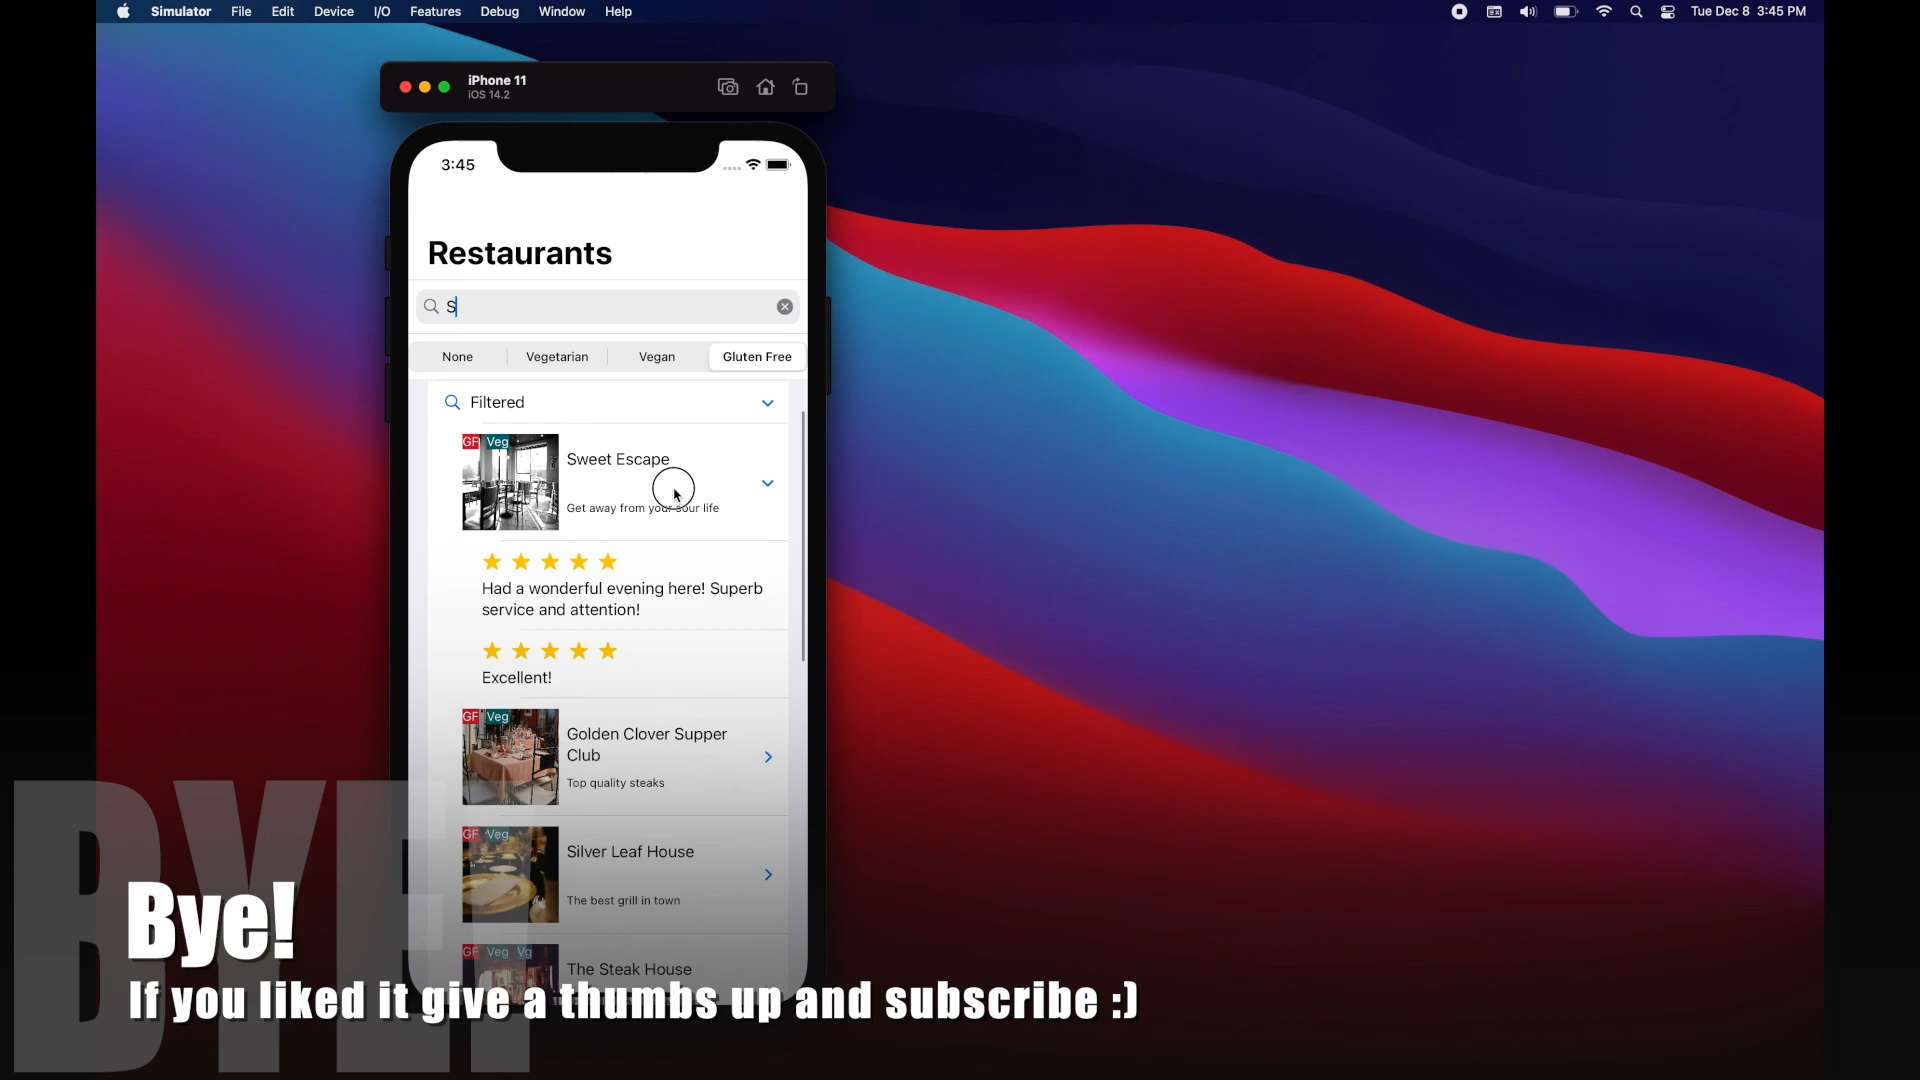 Simulator File Edit Device I/O Features Debug Window Help
Tue Dec 8 3:45 PM
iPhone 11
iOS 14.2
3:45
Restaurants
S
None Vegetarian Vegan Gluten Free
Filtered
GF Veg
Sweet Escape
Get away from your sour life
Had a wonderful evening here! Superb
service and attention!
Excellent!
GF Veg
Golden Clover Supper
Club
Top quality steaks
GF Veg
Silver Leaf House
The best grill in town
GF Veg Vg
The Steak House
BYE!
Bye!
If you liked it give a thumbs up and subscribe :)